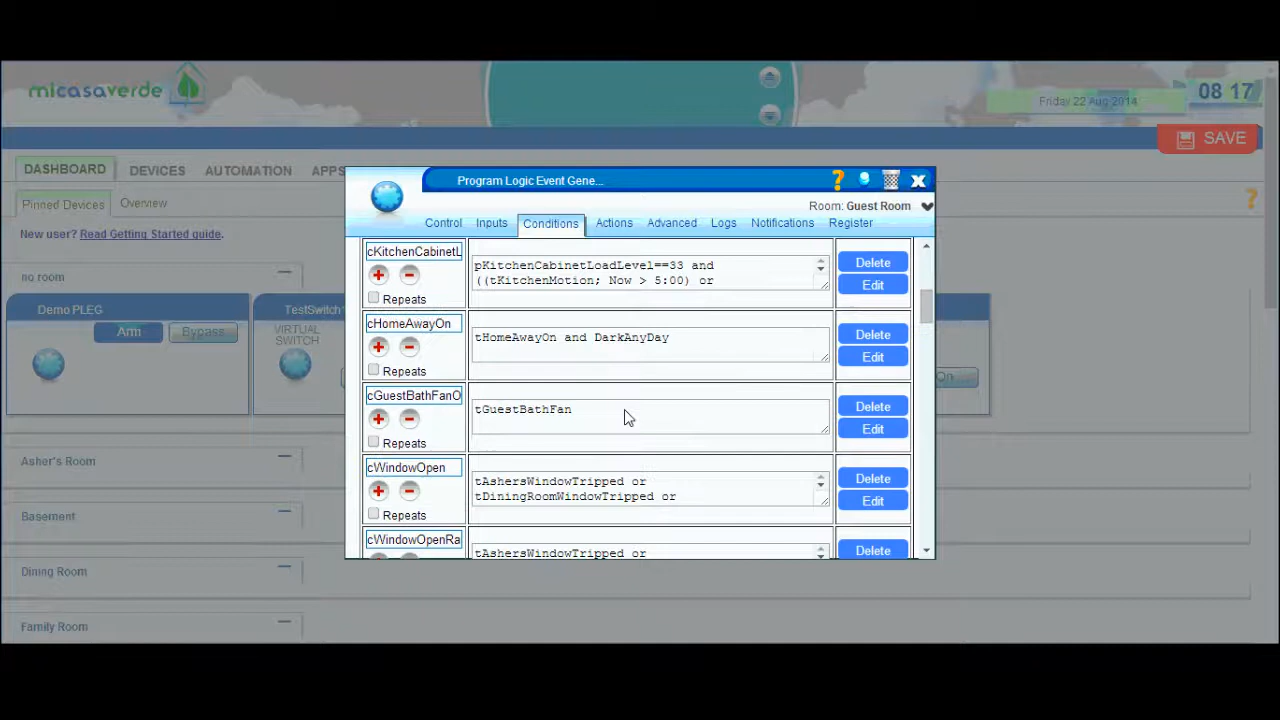 micasaverde
Friday 22 Aug 2014
08 17
SAVE
DASHBOARD
DEVICES
AUTOMATION
APPS
Pinned Devices
Overview
New user? Read Getting Started guide.
no room
Demo PLEG
Arm
Bypass
TestSwitch
VIRTUAL
SWITCH
On
Asher's Room
Basement
Dining Room
Family Room
Program Logic Event Gene...
Room: Guest Room
Control
Inputs
Conditions
Actions
Advanced
Logs
Notifications
Register
cKitchenCabinetL
Repeats
pKitchenCabinetLoadLevel==33 and
((tKitchenMotion; Now > 5:00) or
Delete
Edit
cHomeAwayOn
Repeats
tHomeAwayOn and DarkAnyDay
Delete
Edit
cGuestBathFanO
Repeats
tGuestBathFan
Delete
Edit
cWindowOpen
Repeats
tAshersWindowTripped or
tDiningRoomWindowTripped or
Delete
Edit
cWindowOpenRa
tAshersWindowTripped or
Delete